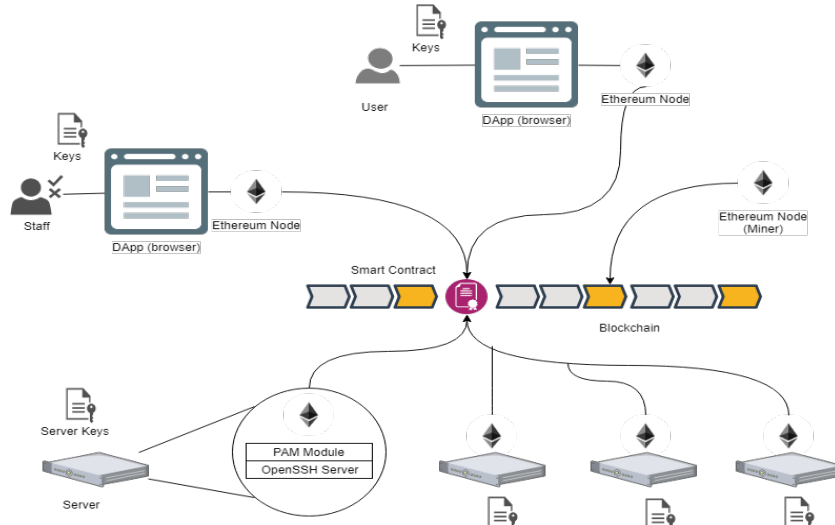 Keys
User
DApp (browser)
Ethereum Node
Keys
Staff
DApp (browser)
Ethereum Node
Ethereum Node
(Miner)
Smart Contract
Blockchain
Server Keys
Server
PAM Module
OpenSSH Server